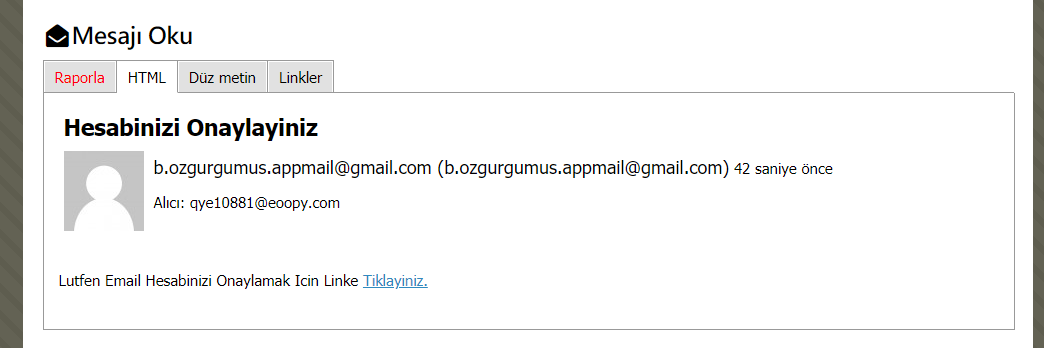 Mesajı Oku
Raporla HTML Düz metin Linkler
Hesabinizi Onaylayiniz
b.ozgurgumus.appmail@gmail.com (b.ozgurgumus.appmail@gmail.com) 42 saniye önce
Alıcı: qye10881@eoopy.com
Lutfen Email Hesabinizi Onaylamak Icin Linke Tiklayiniz.